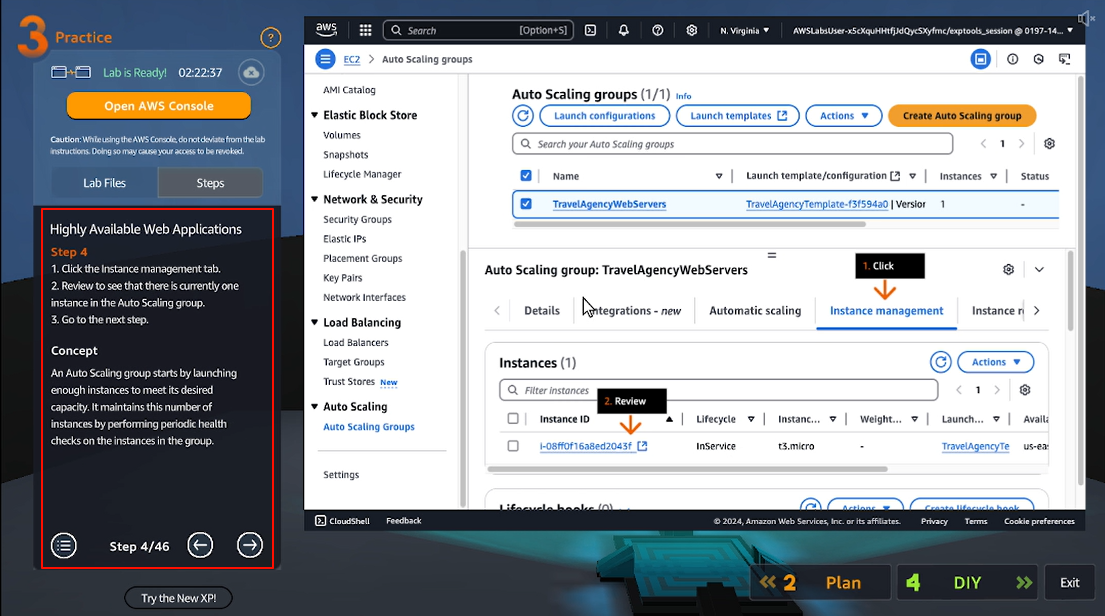 3 Practice
?
Lab is Ready! 02:22:37
Open AWS Console
Caution: While using the AWS Console, do not deviate from the lab
instructions. Doing so may cause your access to be revoked.
Lab Files Steps
Highly Available Web Applications
Step 4
1. Click the Instance management tab.
2. Review to see that there is currently one
instance in the Auto Scaling group.
3. Go to the next step.
Concept
An Auto Scaling group starts by launching
enough instances to meet its desired
capacity. It maintains this number of
instances by performing periodic health
checks on the instances in the group.
Step 4/46
Try the New XP!
aws Search [Option+S] N. Virginia AWSLabsUser-x5cXquHHtfJdQycSXyfmc/exptools_session @ 0197-14...
EC2 > Auto Scaling groups
AMI Catalog
Elastic Block Store
Volumes
Snapshots
Lifecycle Manager
Network & Security
Security Groups
Elastic IPs
Placement Groups
Key Pairs
Network Interfaces
Load Balancing
Load Balancers
Target Groups
Trust Stores New
Auto Scaling
Auto Scaling Groups
Settings
Auto Scaling groups (1/1) Info
Launch configurations Launch templates Actions Create Auto Scaling group
Search your Auto Scaling groups 1
Name Launch template/configuration Instances Status
TravelAgencyWebServers TravelAgencyTemplate-f3f594a0 | Version 1 -
Auto Scaling group: TravelAgencyWebServers
1. Click
Details Integrations - new Automatic scaling Instance management Instance r
Instances (1) Actions
Filter instances 1
2. Review
Instance ID Lifecycle Instanc... Weight... Launch... Availa
i-08ff0f16a8ed2043f InService t3.micro - TravelAgencyTe us-eas
Lifecycle hooks (0) Actions Create lifecycle hook
CloudShell Feedback © 2024, Amazon Web Services, Inc. or its affiliates. Privacy Terms Cookie preferences
2 Plan 4 DIY Exit